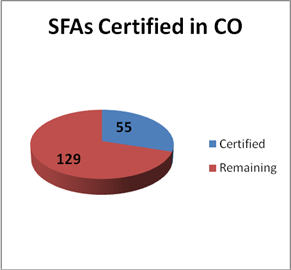 SFAs Certified in CO
55
129
Certified
Remaining